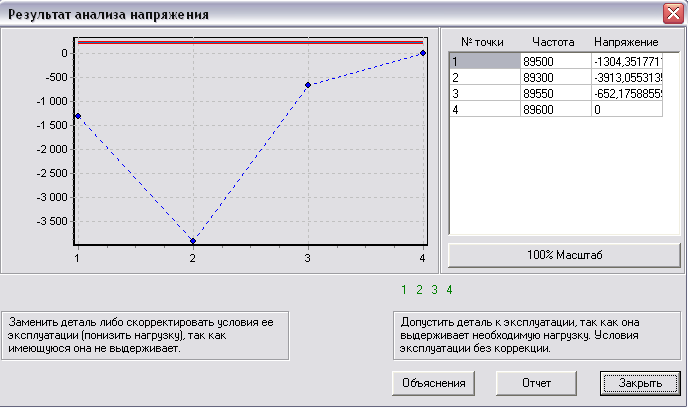 Результат анализа напряжения
0
-500
-1 000
-1 500
-2 000
-2 500
-3 000
-3 500
1 2 3 4
№ точки Частота Напряжение
1 89500 -1304,351771
2 89300 -3913,055313
3 89550 -652,1758855
4 89600 0
100% Масштаб
1 2 3 4
Заменить деталь либо скорректировать условия ее
эксплуатации (понизить нагрузку), так как
имеющуюся она не выдерживает.
Допустить деталь к эксплуатации, так как она
выдерживает необходимую нагрузку. Условия
эксплуатации без коррекции.
Объяснения Отчет Закрыть